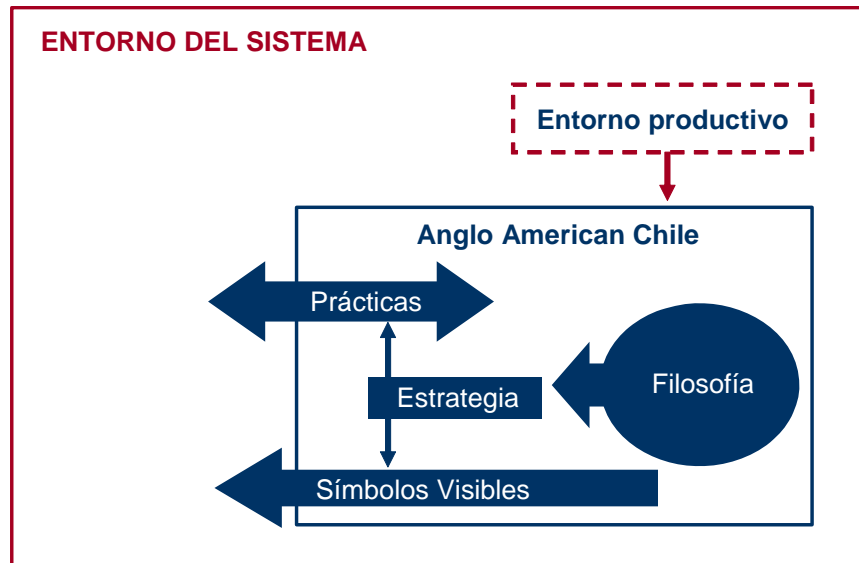 ENTORNO DEL SISTEMA
Entorno productivo
Anglo American Chile
Prácticas
Estrategia
Filosofía
Símbolos Visibles